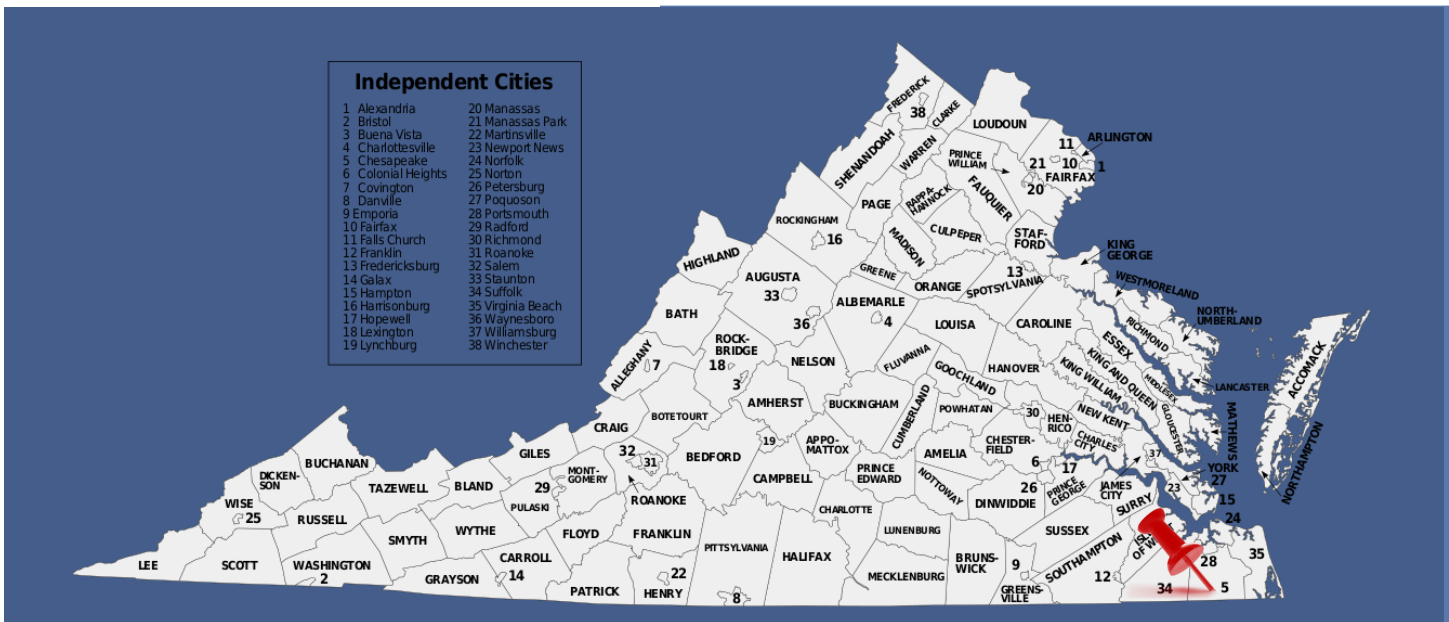 Independent Cities
1 Alexandria
2 Bristol
3 Buena Vista
4 Charlottesville
5 Chesapeake
6 Colonial Heights
7 Covington
8 Danville
9 Emporia
10 Fairfax
11 Falls Church
12 Franklin
13 Fredericksburg
14 Galax
15 Hampton
16 Harrisonburg
17 Hopewell
18 Lexington
19 Lynchburg
20 Manassas
21 Manassas Park
22 Martinsville
23 Newport News
24 Norfolk
25 Norton
26 Petersburg
27 Poquoson
28 Portsmouth
29 Radford
30 Richmond
31 Roanoke
32 Salem
33 Staunton
34 Suffolk
35 Virginia Beach
36 Waynesboro
37 Williamsburg
38 Winchester
FREDERICK
38
CLARKE
LOUDOUN
11
ARLINGTON
SHENANDOAH
WARREN
PRINCE
WILLIAM
21
10
1
FAIRFAX
20
FAUQUIER
PAGE
RAPPA-
HANNOCK
ROCKINGHAM
16
MADISON
CULPEPER
STAF-
FORD
KING
GEORGE
HIGHLAND
AUGUSTA
33
GREENE
ORANGE
13
SPOTSYLVANIA
WESTMORELAND
BATH
36
ALBEMARLE
4
LOUISA
CAROLINE
RICHMOND
NORTH-
UMBERLAND
ESSEX
ALLEGHANY
7
ROCK-
BRIDGE
18
3
NELSON
FLUVANNA
GOOCHLAND
HANOVER
KING WILLIAM
KING AND QUEEN
MIDDLESEX
LANCASTER
ACCOMACK
BOTETOURT
AMHERST
BUCKINGHAM
CUMBERLAND
POWHATAN
30
HEN-
RICO
NEW KENT
GLOUCESTER
MATHEWS
CRAIG
32
31
BEDFORD
19
APPO-
MATTOX
AMELIA
CHESTER-
FIELD
6
CHARLES
CITY
37
YORK
27
NORTHAMPTON
BUCHANAN
DICKEN-
SON
WISE
25
TAZEWELL
BLAND
GILES
MONT-
GOMERY
29
PULASKI
ROANOKE
CAMPBELL
PRINCE
EDWARD
NOTTOWAY
26
DINWIDDIE
17
PRINCE
GEORGE
JAMES
CITY
23
15
24
SURRY
RUSSELL
SMYTH
WYTHE
FLOYD
FRANKLIN
PITTSYLVANIA
CHARLOTTE
LUNENBURG
SUSSEX
SOUTHAMPTON
LEE
SCOTT
WASHINGTON
2
GRAYSON
CARROLL
14
PATRICK
22
HENRY
8
HALIFAX
MECKLENBURG
BRUNS-
WICK
9
GREENS-
VILLE
12
34
28
5
35